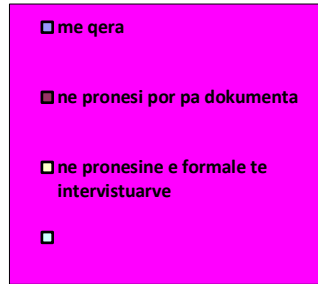 me qera
ne pronesi por pa dokumenta
ne pronesine e formale te
intervistuarve